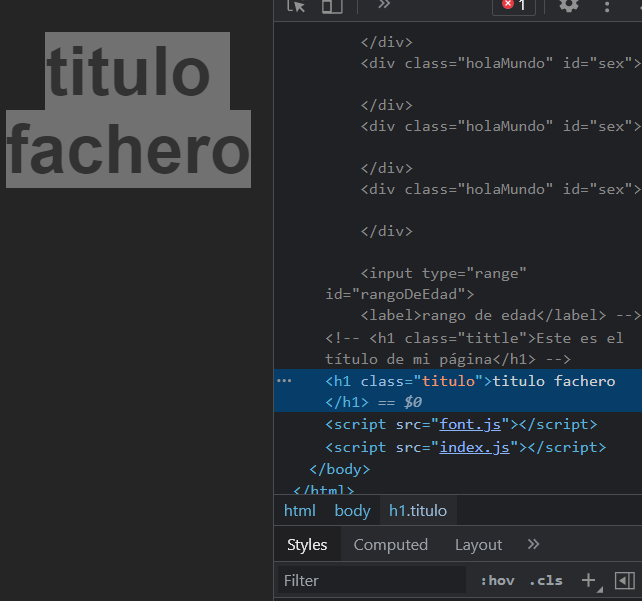 titulo
fachero
1
</div>
<div class="holaMundo" id="sex">
</div>
<div class="holaMundo" id="sex">
</div>
<div class="holaMundo" id="sex">
</div>
<input type="range"
id="rangoDeEdad">
<label>rango de edad</label> -->
<!-- <h1 class="tittle">Este es el
título de mi página</h1> -->
<h1 class="titulo">titulo fachero
</h1> == $0
<script src="font.js"></script>
<script src="index.js"></script>
</body>
</html>
html body h1.titulo
Styles Computed Layout
Filter :hov .cls